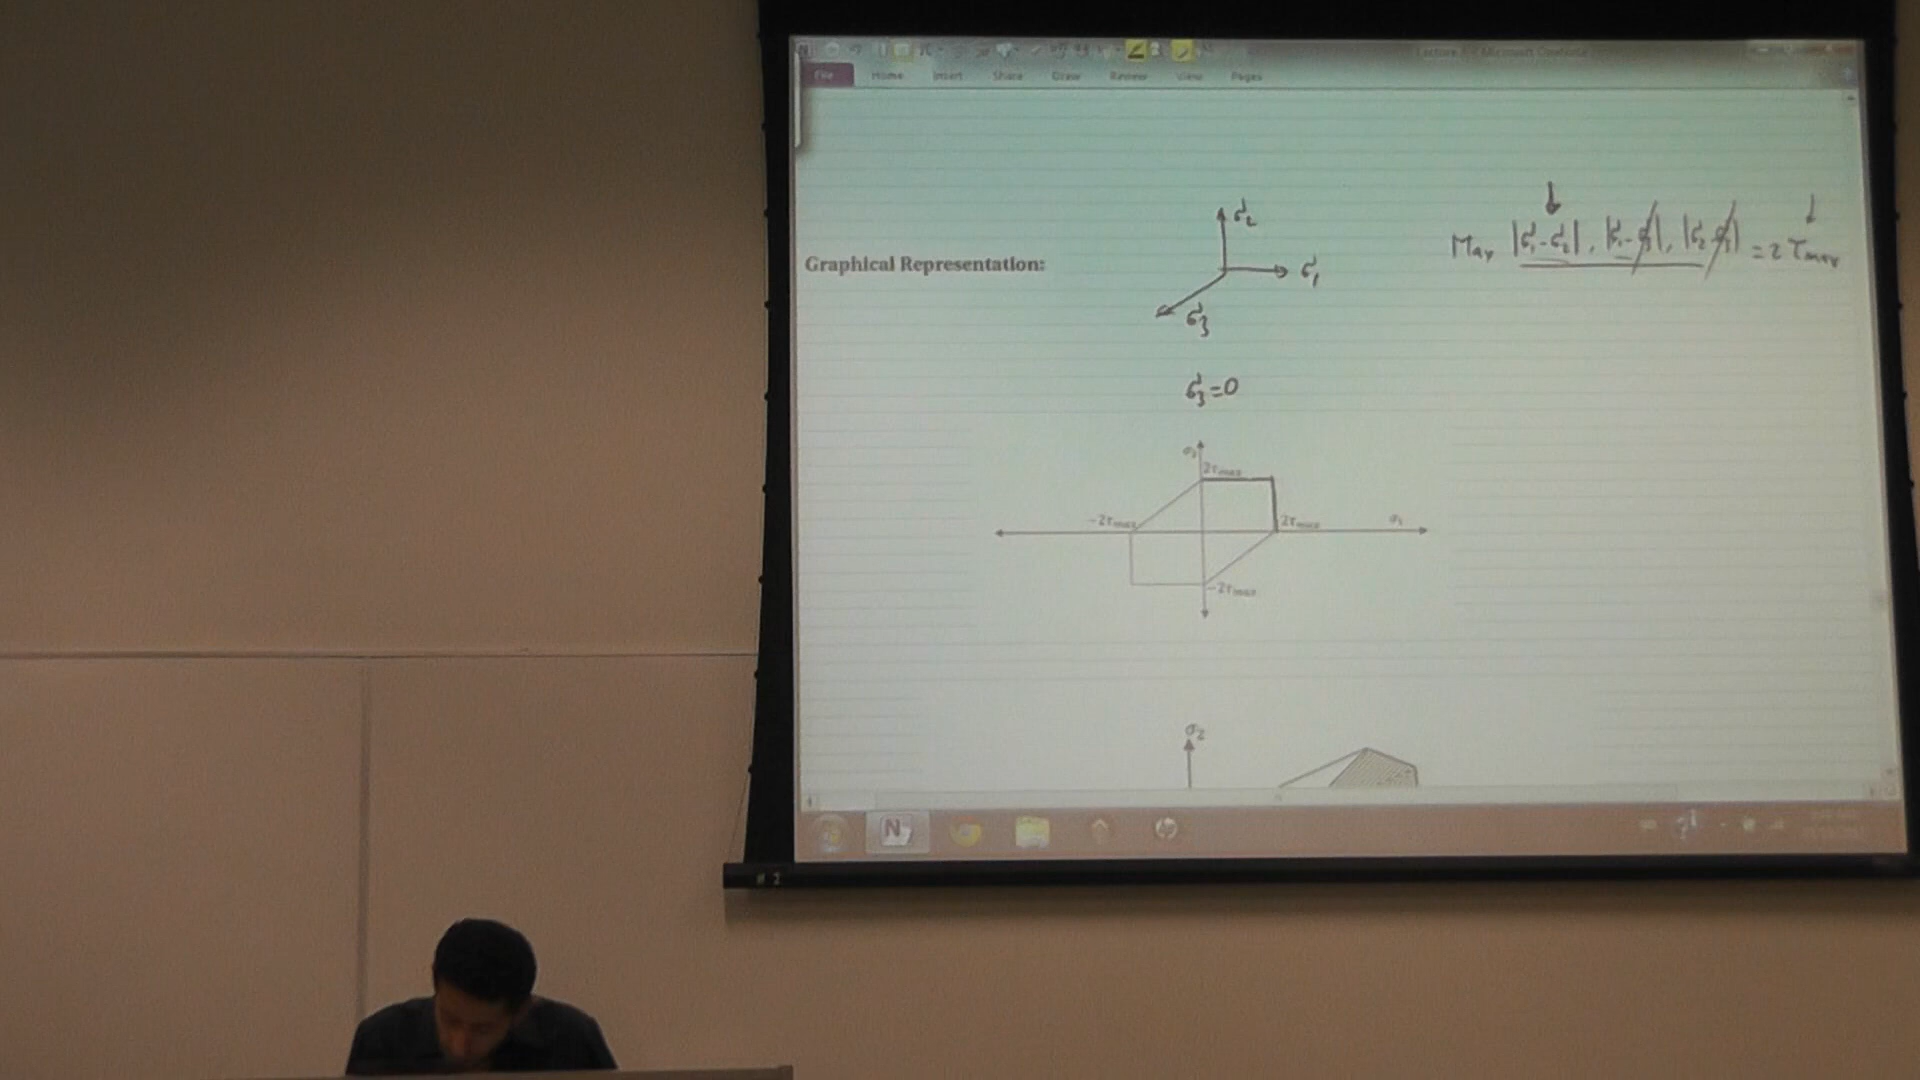 File Home Insert Share Draw Review View Pages
σ₂
Max |σ₁-σ₂|, |σ₁-σ₃|, |σ₂-σ₃| = 2 τmax
Graphical Representation:
σ₁
σ₃
σ₃=0
2τmax
-2τmax 2τmax σ₁
-2τmax
σ₂
# 2